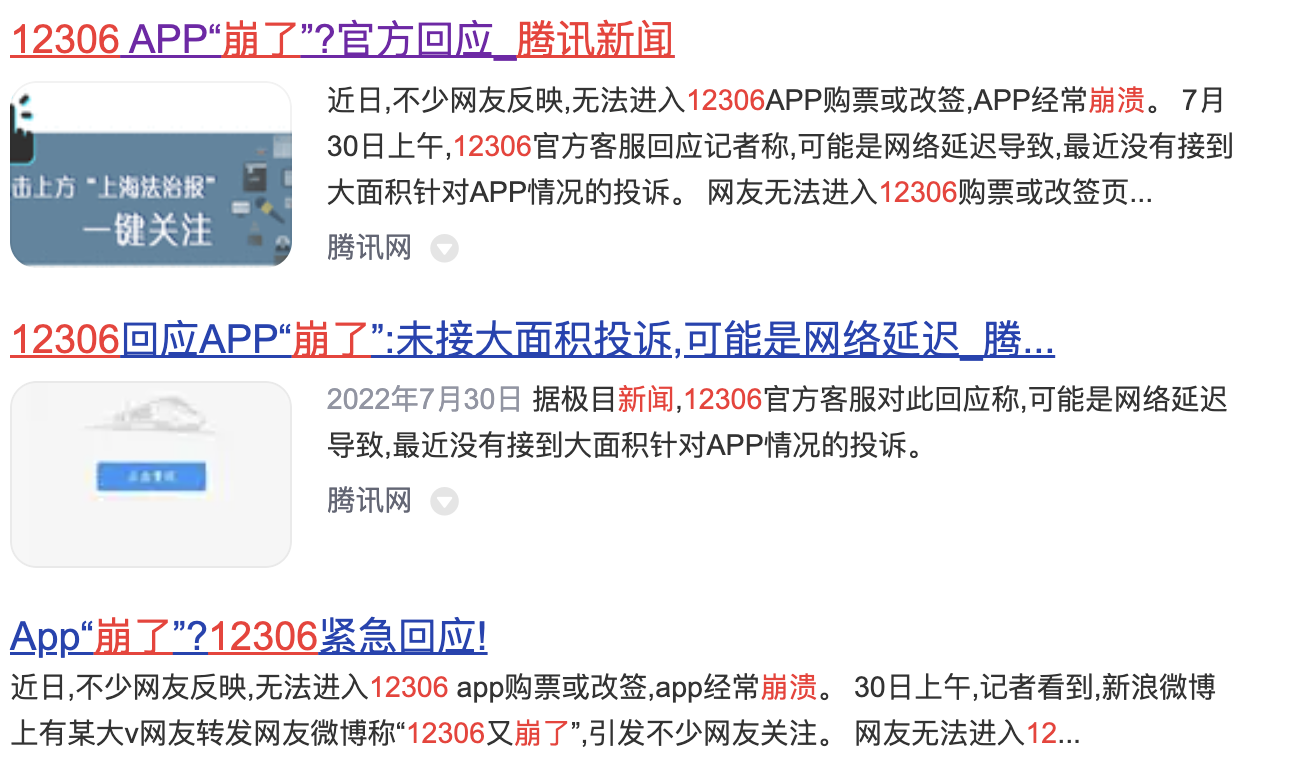 12306 APP“崩了”?官方回应_腾讯新闻
近日,不少网友反映,无法进入12306APP购票或改签,APP经常崩溃。 7月
30日上午,12306官方客服回应记者称,可能是网络延迟导致,最近没有接到
大面积针对APP情况的投诉。 网友无法进入12306购票或改签页...
击上方 “上海法治报”
一键关注
腾讯网
12306回应APP“崩了”:未接大面积投诉,可能是网络延迟_腾...
2022年7月30日 据极目新闻,12306官方客服对此回应称,可能是网络延迟
导致,最近没有接到大面积针对APP情况的投诉。
腾讯网
App“崩了”?12306紧急回应!
近日,不少网友反映,无法进入12306 app购票或改签,app经常崩溃。 30日上午,记者看到,新浪微博
上有某大v网友转发网友微博称“12306又崩了”,引发不少网友关注。 网友无法进入12...